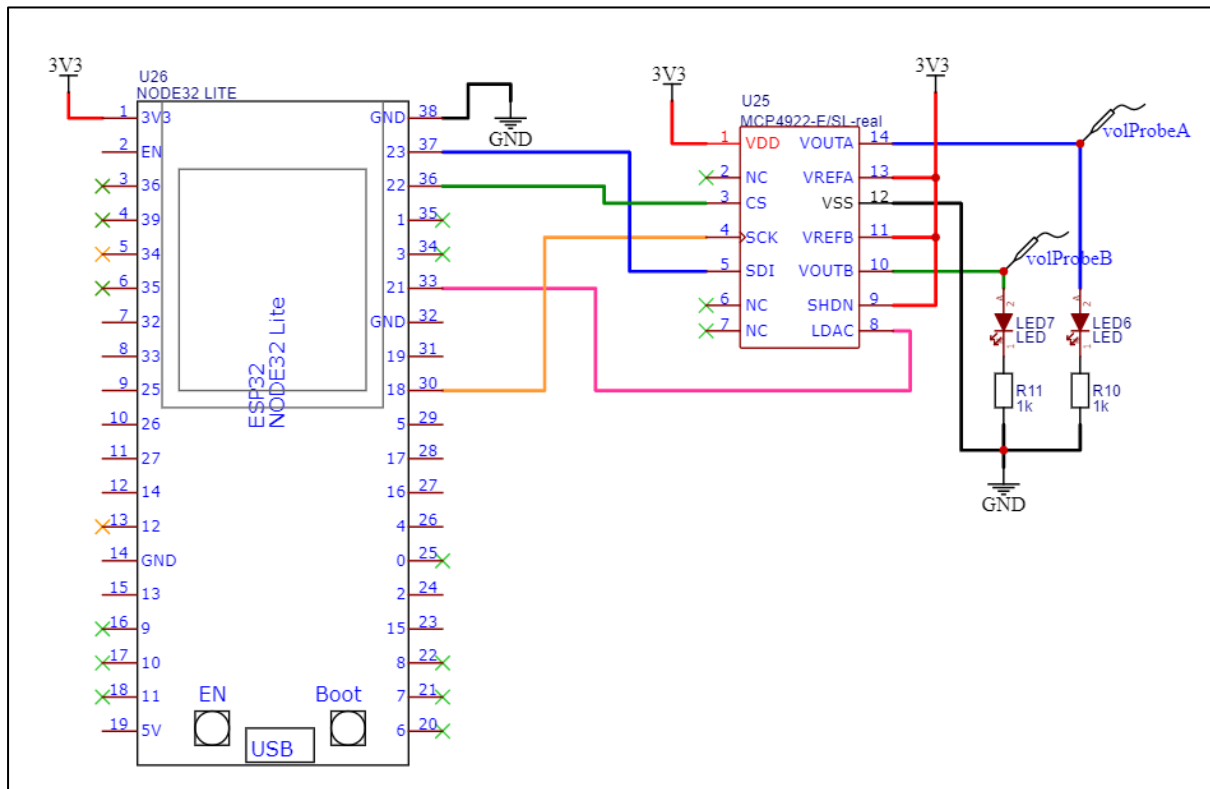 3V3
U26
NODE32 LITE
1 3V3
2 EN
3 36
4 39
5 34
6 35
7 32
8 33
9 25
10 26
11 27
12 14
13 12
14 GND
15 13
16 9
17 10
18 11
19 5V
GND 38
23 37
22 36
1 35
3 34
21 33
GND 32
19 31
18 30
5 29
17 28
16 27
4 26
0 25
2 24
15 23
8 22
7 21
6 20
ESP32
NODE32 Lite
EN
Boot
USB
GND
3V3
U25
MCP4922-E/SL-real
1 VDD
2 NC
3 CS
4 SCK
5 SDI
6 NC
7 NC
VOUTA 14
VREFA 13
VSS 12
VREFB 11
VOUTB 10
SHDN 9
LDAC 8
3V3
volProbeA
volProbeB
A 2
LED7
LED
1
A 2
LED6
LED
1
R11
1k
R10
1k
GND